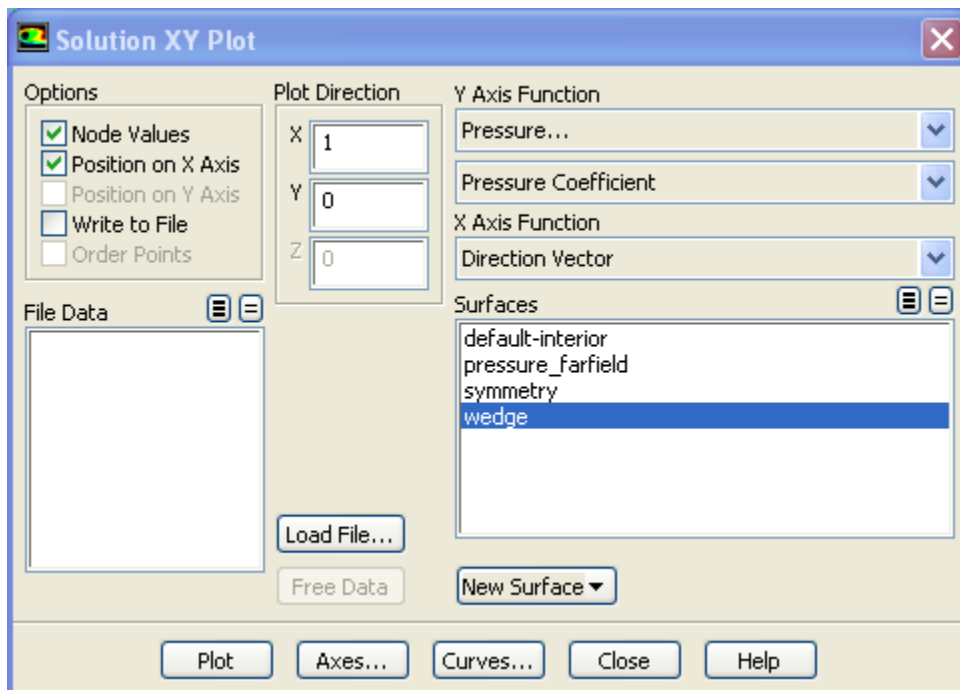 Solution XY Plot
Options
Node Values
Position on X Axis
Position on Y Axis
Write to File
Order Points
Plot Direction
X 1
Y 0
Z 0
Y Axis Function
Pressure...
Pressure Coefficient
X Axis Function
Direction Vector
File Data
Surfaces
default-interior
pressure_farfield
symmetry
wedge
Load File...
Free Data
New Surface
Plot
Axes...
Curves...
Close
Help